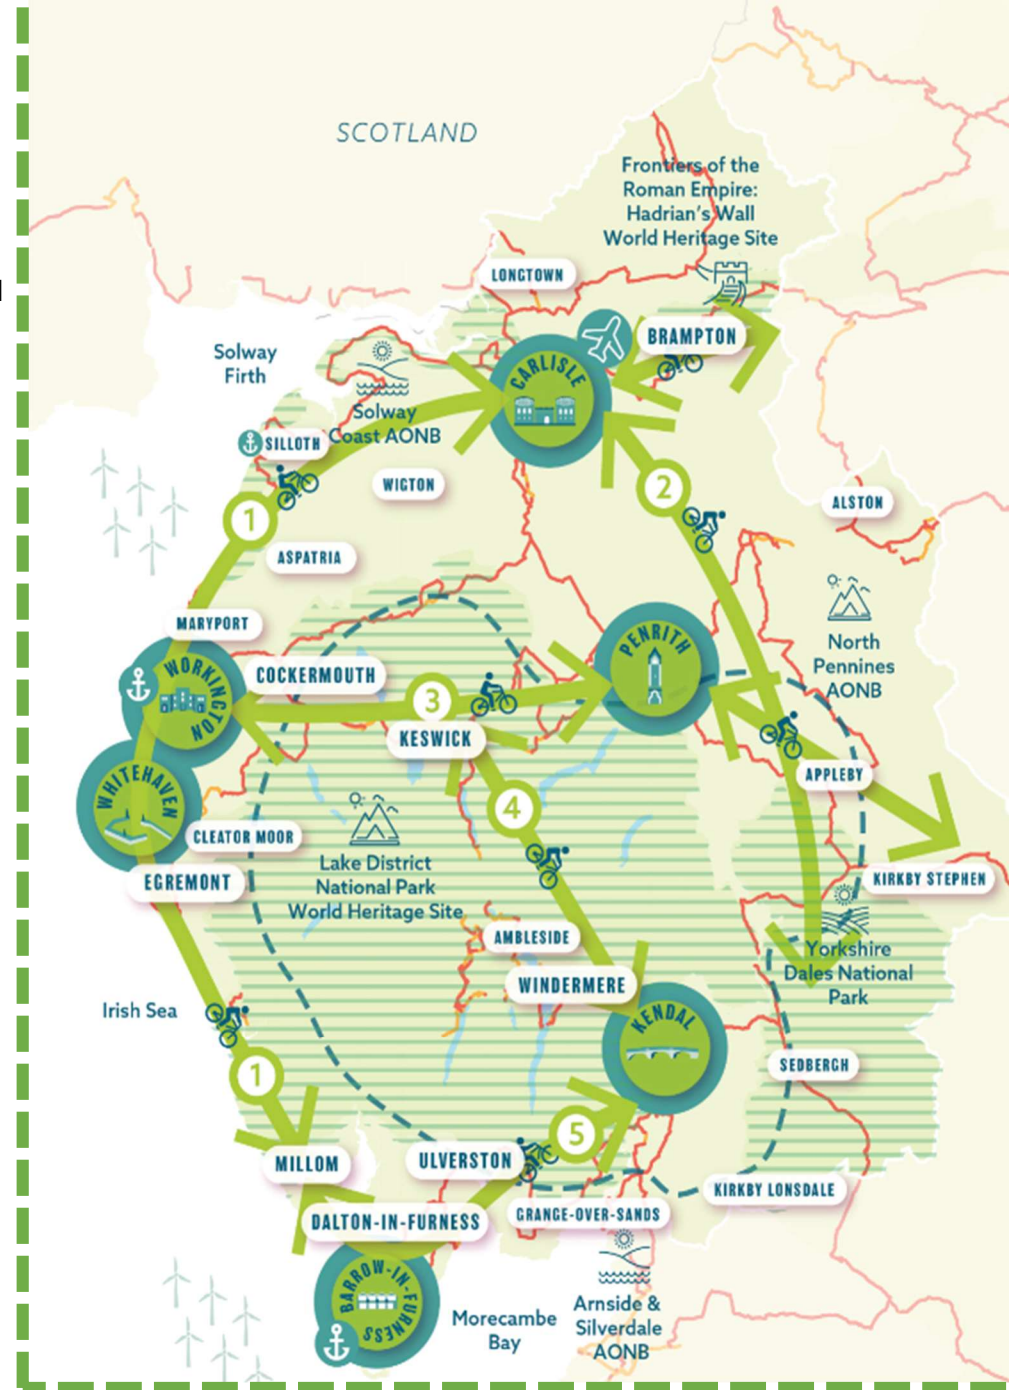 SCOTLAND
Frontiers of the
Roman Empire:
Hadrian's Wall
World Heritage Site
LONGTOWN
BRAMPTON
Solway
Firth
CARLISLE
Solway
Coast AONB
SILLOTH
WIGTON
2
ALSTON
1
ASPATRIA
MARYPORT
PENRITH
North
Pennines
AONB
WORKINGTON
COCKERMOUTH
3
KESWICK
APPLEBY
WHITEHAVEN
4
CLEATOR MOOR
Lake District
National Park
World Heritage Site
EGREMONT
KIRKBY STEPHEN
AMBLESIDE
Yorkshire
Dales National
Park
WINDERMERE
Irish Sea
KENDAL
SEDBERGH
1
5
MILLOM
ULVERSTON
KIRKBY LONSDALE
DALTON-IN-FURNESS
GRANGE-OVER-SANDS
BARROW-IN-FURNESS
Morecambe
Bay
Arnside &
Silverdale
AONB